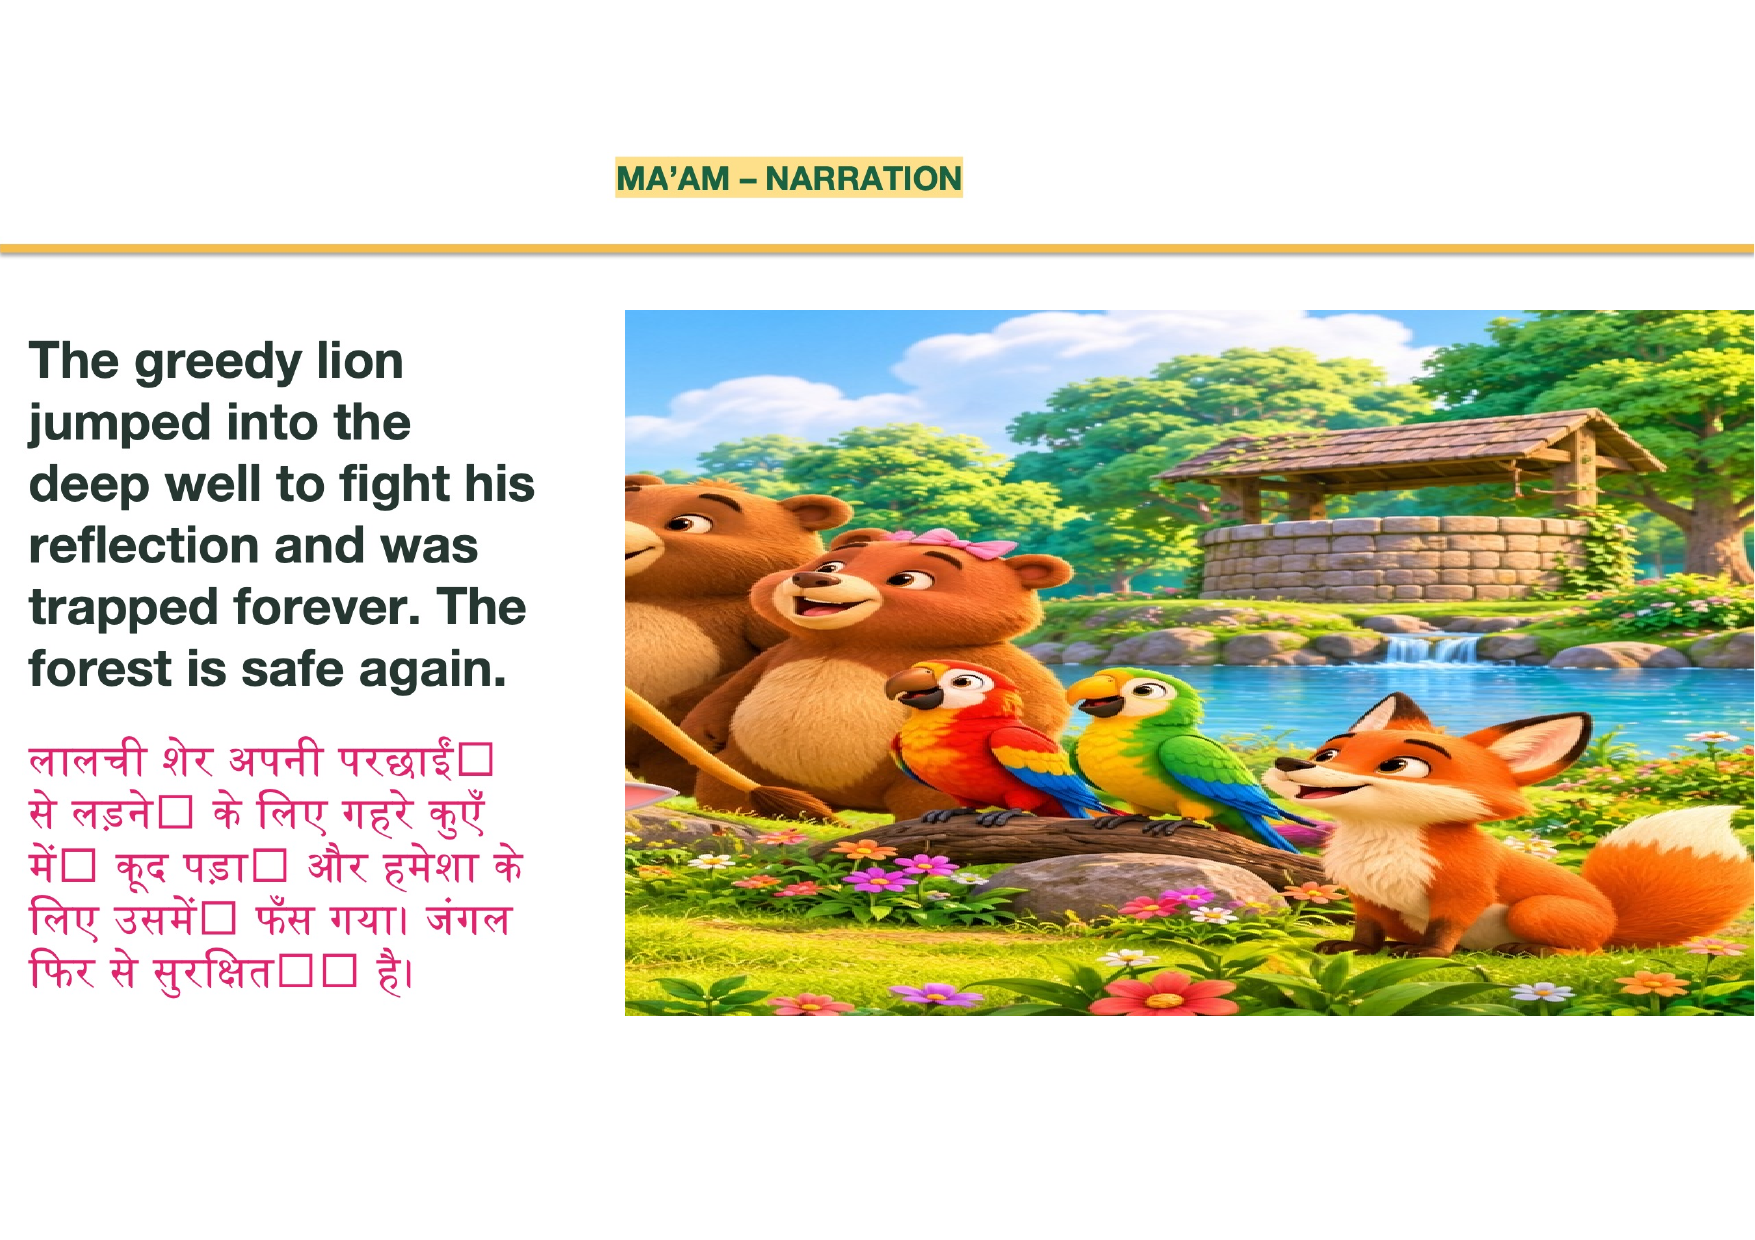 MA’AM – NARRATION
The greedy lion
jumped into the
deep well to fight his
reflection and was
trapped forever. The
forest is safe again.
लालची शेर अपनी परछाईं□
से लड़ने□ के लिए गहरे कुएँ
में□ कूद पड़ा□ और हमेशा के
लिए उसमें□ फँस गया। जंगल
फिर से सुरक्षित□□ है।